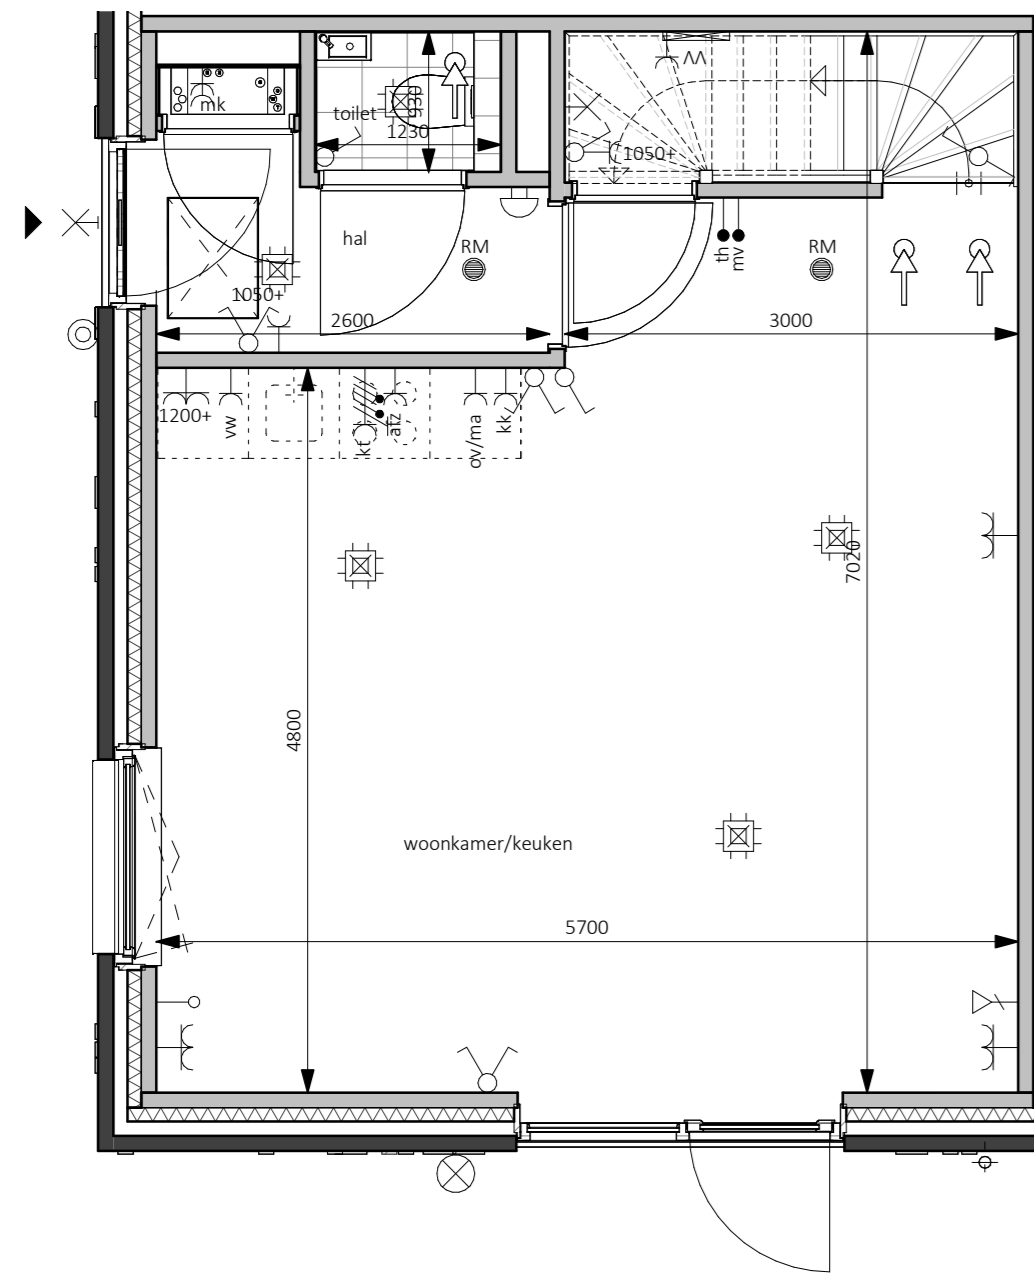 mk
toilet
930
1230
VV
1050+
hal
RM
th
mv
RM
1050+
2600
3000
1200+
vw
kt
afz
ov/ma
kk
7020
4800
woonkamer/keuken
5700